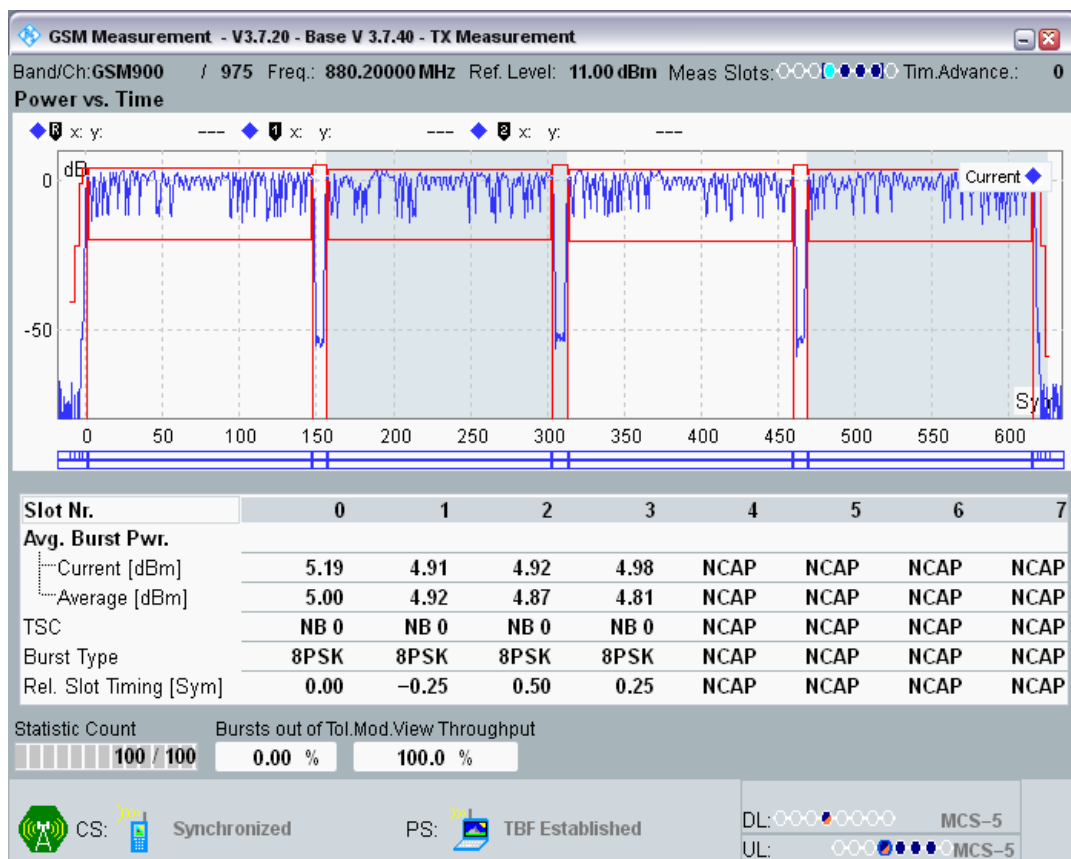 GSM Measurement - V3.7.20 - Base V 3.7.40 - TX Measurement
Band/Ch:GSM900 / 975 Freq.: 880.20000 MHz Ref. Level: 11.00 dBm Meas Slots: Tim.Advance.: 0
Power vs. Time
R x: y: --- 1 x: y: --- 2 x: y: ---
dB
Current
0
-50
0 50 100 150 200 250 300 350 400 450 500 550 600
Slot Nr. 0 1 2 3 4 5 6 7
Avg. Burst Pwr.
Current [dBm] 5.19 4.91 4.92 4.98 NCAP NCAP NCAP NCAP
Average [dBm] 5.00 4.92 4.87 4.81 NCAP NCAP NCAP NCAP
TSC NB 0 NB 0 NB 0 NB 0 NCAP NCAP NCAP NCAP
Burst Type 8PSK 8PSK 8PSK 8PSK NCAP NCAP NCAP NCAP
Rel. Slot Timing [Sym] 0.00 −0.25 0.50 0.25 NCAP NCAP NCAP NCAP
Statistic Count Bursts out of Tol.Mod.View Throughput
100 / 100 0.00 % 100.0 %
DL: MCS–5
CS: Synchronized PS: TBF Established
UL: MCS–5